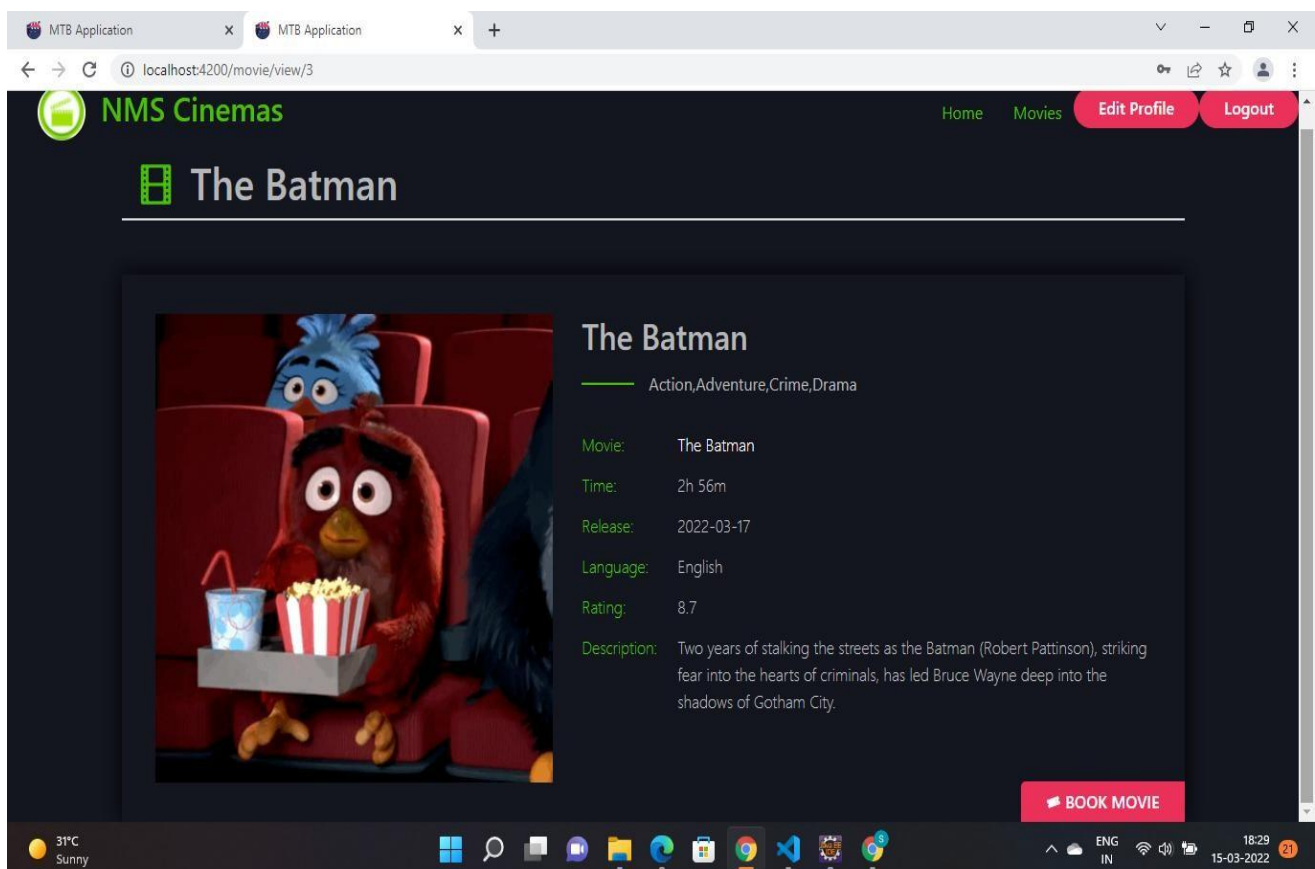 MTB Application
MTB Application
localhost:4200/movie/view/3
NMS Cinemas
Home Movies Edit Profile Logout
The Batman
The Batman
Action,Adventure,Crime,Drama
Movie: The Batman
Time: 2h 56m
Release: 2022-03-17
Language: English
Rating: 8.7
Description: Two years of stalking the streets as the Batman (Robert Pattinson), striking
fear into the hearts of criminals, has led Bruce Wayne deep into the
shadows of Gotham City.
BOOK MOVIE
31°C
Sunny
S
ENG
IN
18:29
15-03-2022
21